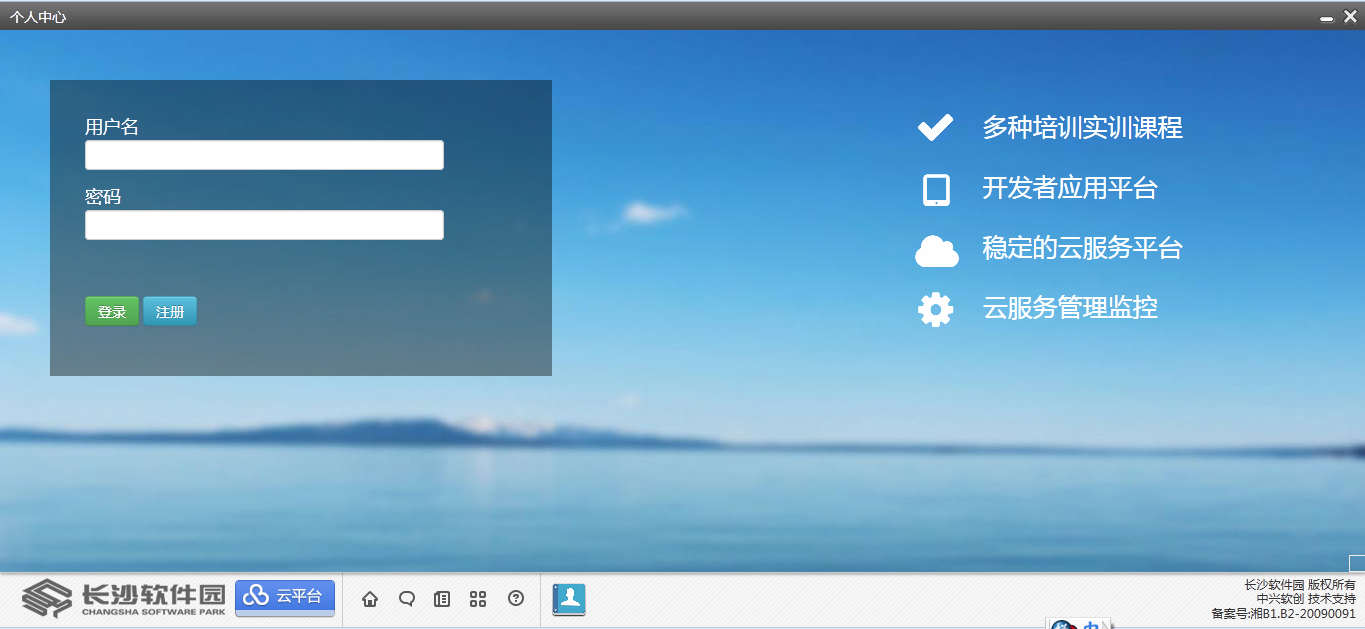 个人中心
用户名
密码
登录 注册
多种培训实训课程
开发者应用平台
稳定的云服务平台
云服务管理监控
长沙软件园
CHANGSHA SOFTWARE PARK
云平台
长沙软件园 版权所有
中兴软创 技术支持
备案号:湘B1.B2-20090091